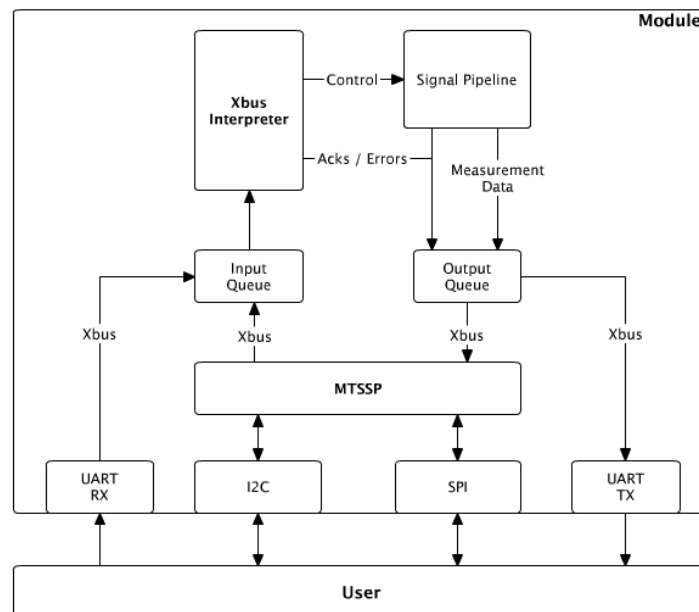 Module
Xbus
Interpreter
Control
Signal Pipeline
Acks / Errors
Measurement
Data
Input
Queue
Output
Queue
Xbus
Xbus
Xbus
Xbus
MTSSP
UART
RX
I2C
SPI
UART
TX
User